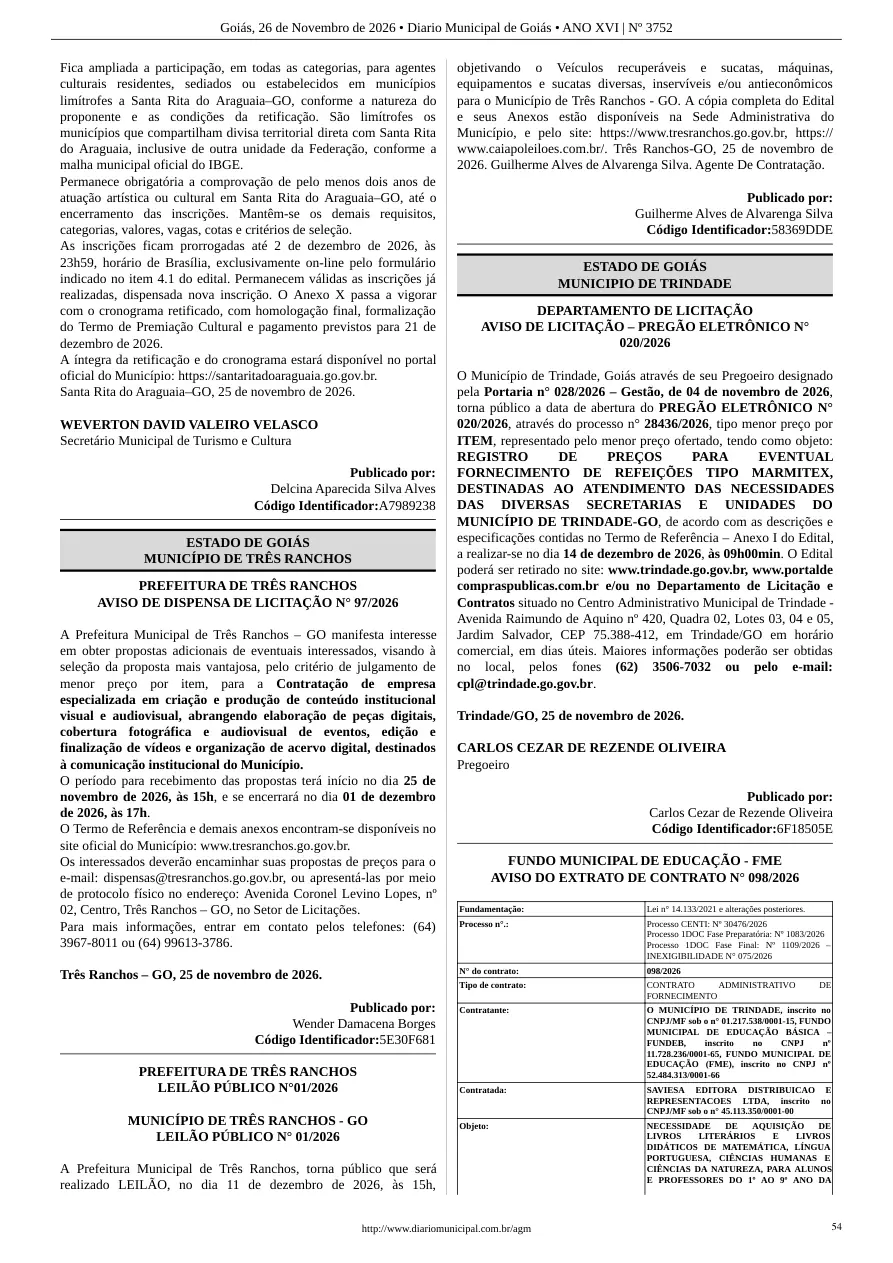 Goiás, 26 de Novembro de 2026 • Diario Municipal de Goiás • ANO XVI | Nº 3752
Fica ampliada a participação, em todas as categorias, para agentes
culturais residentes, sediados ou estabelecidos em municípios
limítrofes a Santa Rita do Araguaia–GO, conforme a natureza do
proponente e as condições da retificação. São limítrofes os
municípios que compartilham divisa territorial direta com Santa Rita
do Araguaia, inclusive de outra unidade da Federação, conforme a
malha municipal oficial do IBGE.
Permanece obrigatória a comprovação de pelo menos dois anos de
atuação artística ou cultural em Santa Rita do Araguaia–GO, até o
encerramento das inscrições. Mantêm-se os demais requisitos,
categorias, valores, vagas, cotas e critérios de seleção.
As inscrições ficam prorrogadas até 2 de dezembro de 2026, às
23h59, horário de Brasília, exclusivamente on-line pelo formulário
indicado no item 4.1 do edital. Permanecem válidas as inscrições já
realizadas, dispensada nova inscrição. O Anexo X passa a vigorar
com o cronograma retificado, com homologação final, formalização
do Termo de Premiação Cultural e pagamento previstos para 21 de
dezembro de 2026.
A íntegra da retificação e do cronograma estará disponível no portal
oficial do Município: https://santaritadoaraguaia.go.gov.br.
Santa Rita do Araguaia–GO, 25 de novembro de 2026.
WEVERTON DAVID VALEIRO VELASCO
Secretário Municipal de Turismo e Cultura
Publicado por:
Delcina Aparecida Silva Alves
Código Identificador:A7989238
ESTADO DE GOIÁS
MUNICÍPIO DE TRÊS RANCHOS
PREFEITURA DE TRÊS RANCHOS
AVISO DE DISPENSA DE LICITAÇÃO N° 97/2026
A Prefeitura Municipal de Três Ranchos – GO manifesta interesse
em obter propostas adicionais de eventuais interessados, visando à
seleção da proposta mais vantajosa, pelo critério de julgamento de
menor preço por item, para a Contratação de empresa
especializada em criação e produção de conteúdo institucional
visual e audiovisual, abrangendo elaboração de peças digitais,
cobertura fotográfica e audiovisual de eventos, edição e
finalização de vídeos e organização de acervo digital, destinados
à comunicação institucional do Município.
O período para recebimento das propostas terá início no dia 25 de
novembro de 2026, às 15h, e se encerrará no dia 01 de dezembro
de 2026, às 17h.
O Termo de Referência e demais anexos encontram-se disponíveis no
site oficial do Município: www.tresranchos.go.gov.br.
Os interessados deverão encaminhar suas propostas de preços para o
e-mail: dispensas@tresranchos.go.gov.br, ou apresentá-las por meio
de protocolo físico no endereço: Avenida Coronel Levino Lopes, nº
02, Centro, Três Ranchos – GO, no Setor de Licitações.
Para mais informações, entrar em contato pelos telefones: (64)
3967-8011 ou (64) 99613-3786.
Três Ranchos – GO, 25 de novembro de 2026.
Publicado por:
Wender Damacena Borges
Código Identificador:5E30F681
PREFEITURA DE TRÊS RANCHOS
LEILÃO PÚBLICO N°01/2026
MUNICÍPIO DE TRÊS RANCHOS - GO
LEILÃO PÚBLICO N° 01/2026
A Prefeitura Municipal de Três Ranchos, torna público que será
realizado LEILÃO, no dia 11 de dezembro de 2026, às 15h,
objetivando o Veículos recuperáveis e sucatas, máquinas,
equipamentos e sucatas diversas, inservíveis e/ou antieconômicos
para o Município de Três Ranchos - GO. A cópia completa do Edital
e seus Anexos estão disponíveis na Sede Administrativa do
Município, e pelo site: https://www.tresranchos.go.gov.br, https://
www.caiapoleiloes.com.br/. Três Ranchos-GO, 25 de novembro de
2026. Guilherme Alves de Alvarenga Silva. Agente De Contratação.
Publicado por:
Guilherme Alves de Alvarenga Silva
Código Identificador:58369DDE
ESTADO DE GOIÁS
MUNICIPIO DE TRINDADE
DEPARTAMENTO DE LICITAÇÃO
AVISO DE LICITAÇÃO – PREGÃO ELETRÔNICO N°
020/2026
O Município de Trindade, Goiás através de seu Pregoeiro designado
pela Portaria n° 028/2026 – Gestão, de 04 de novembro de 2026,
torna público a data de abertura do PREGÃO ELETRÔNICO N°
020/2026, através do processo n° 28436/2026, tipo menor preço por
ITEM, representado pelo menor preço ofertado, tendo como objeto:
REGISTRO DE PREÇOS PARA EVENTUAL
FORNECIMENTO DE REFEIÇÕES TIPO MARMITEX,
DESTINADAS AO ATENDIMENTO DAS NECESSIDADES
DAS DIVERSAS SECRETARIAS E UNIDADES DO
MUNICÍPIO DE TRINDADE-GO, de acordo com as descrições e
especificações contidas no Termo de Referência – Anexo I do Edital,
a realizar-se no dia 14 de dezembro de 2026, às 09h00min. O Edital
poderá ser retirado no site: www.trindade.go.gov.br, www.portalde
compraspublicas.com.br e/ou no Departamento de Licitação e
Contratos situado no Centro Administrativo Municipal de Trindade -
Avenida Raimundo de Aquino nº 420, Quadra 02, Lotes 03, 04 e 05,
Jardim Salvador, CEP 75.388-412, em Trindade/GO em horário
comercial, em dias úteis. Maiores informações poderão ser obtidas
no local, pelos fones (62) 3506-7032 ou pelo e-mail:
cpl@trindade.go.gov.br.
Trindade/GO, 25 de novembro de 2026.
CARLOS CEZAR DE REZENDE OLIVEIRA
Pregoeiro
Publicado por:
Carlos Cezar de Rezende Oliveira
Código Identificador:6F18505E
FUNDO MUNICIPAL DE EDUCAÇÃO - FME
AVISO DO EXTRATO DE CONTRATO N° 098/2026
Fundamentação: Lei n° 14.133/2021 e alterações posteriores.
Processo n°.: Processo CENTI: Nº 30476/2026
Processo 1DOC Fase Preparatória: Nº 1083/2026
Processo 1DOC Fase Final: Nº 1109/2026 –
INEXIGIBILIDADE N° 075/2026
N° do contrato: 098/2026
Tipo de contrato: CONTRATO ADMINISTRATIVO DE
FORNECIMENTO
Contratante: O MUNICÍPIO DE TRINDADE, inscrito no
CNPJ/MF sob o n° 01.217.538/0001-15, FUNDO
MUNICIPAL DE EDUCAÇÃO BÁSICA –
FUNDEB, inscrito no CNPJ nº
11.728.236/0001-65, FUNDO MUNICIPAL DE
EDUCAÇÃO (FME), inscrito no CNPJ nº
52.484.313/0001-66
Contratada: SAVIESA EDITORA DISTRIBUICAO E
REPRESENTACOES LTDA, inscrito no
CNPJ/MF sob o n° 45.113.350/0001-00
Objeto: NECESSIDADE DE AQUISIÇÃO DE
LIVROS LITERÁRIOS E LIVROS
DIDÁTICOS DE MATEMÁTICA, LÍNGUA
PORTUGUESA, CIÊNCIAS HUMANAS E
CIÊNCIAS DA NATUREZA, PARA ALUNOS
E PROFESSORES DO 1º AO 9º ANO DA
http://www.diariomunicipal.com.br/agm
54